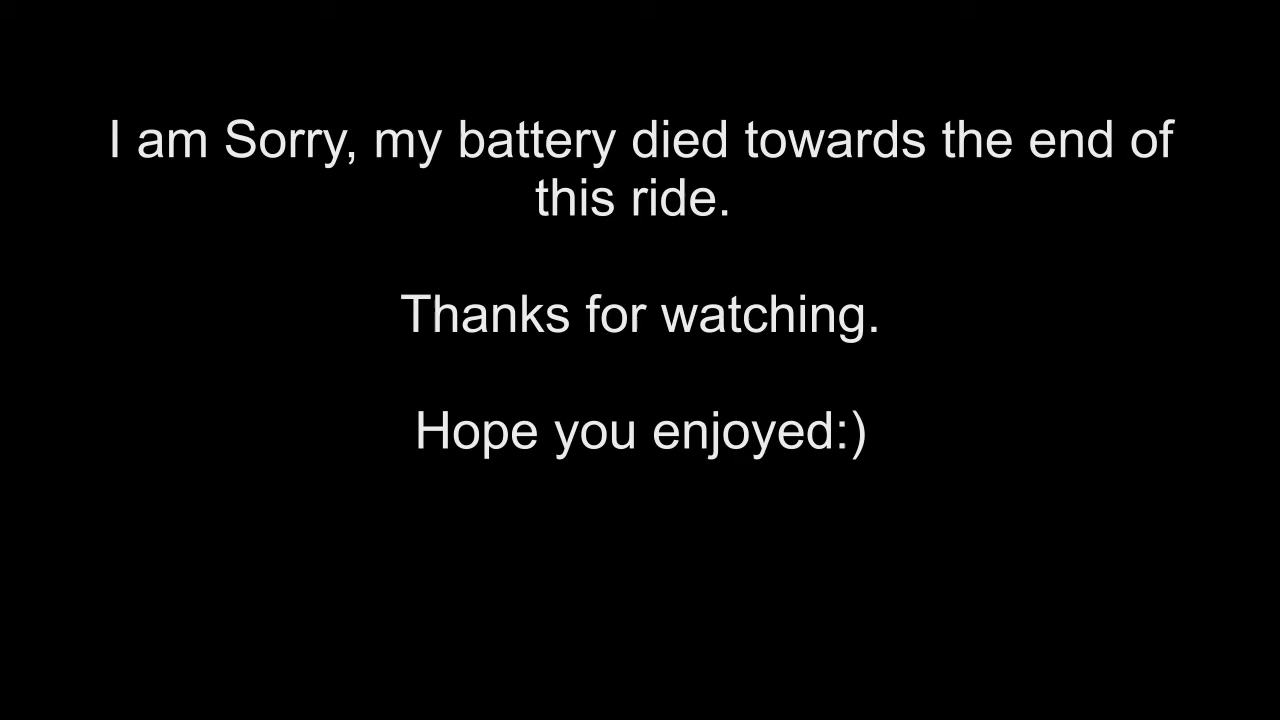 I am Sorry, my battery died towards the end of
this ride.
Thanks for watching.
Hope you enjoyed:)